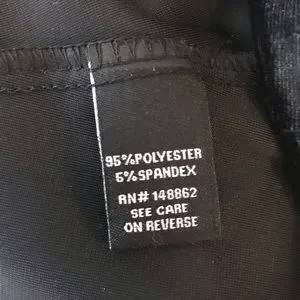 95%POLYESTER
5%SPANDEX
RN# 148862
SEE CARE
ON REVERSE